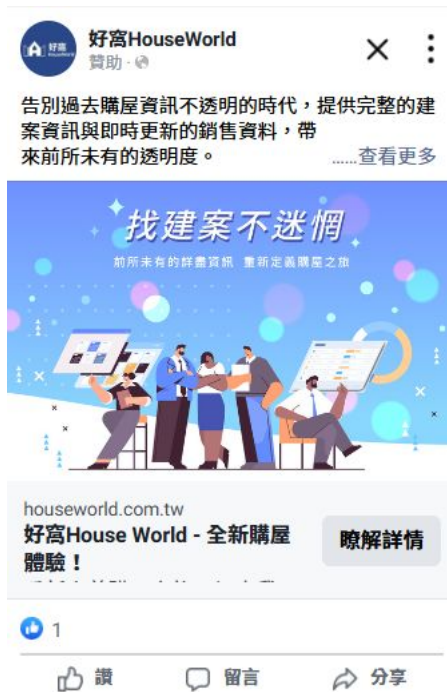 好窩
HouseWorld
好窩HouseWorld
贊助·
告別過去購屋資訊不透明的時代，提供完整的建
案資訊與即時更新的銷售資料，帶
來前所未有的透明度。
......查看更多
找建案不迷惘
前所未有的詳盡資訊 重新定義購屋之旅
houseworld.com.tw
好窩House World - 全新購屋
體驗！
瞭解詳情
1
讚
留言
分享